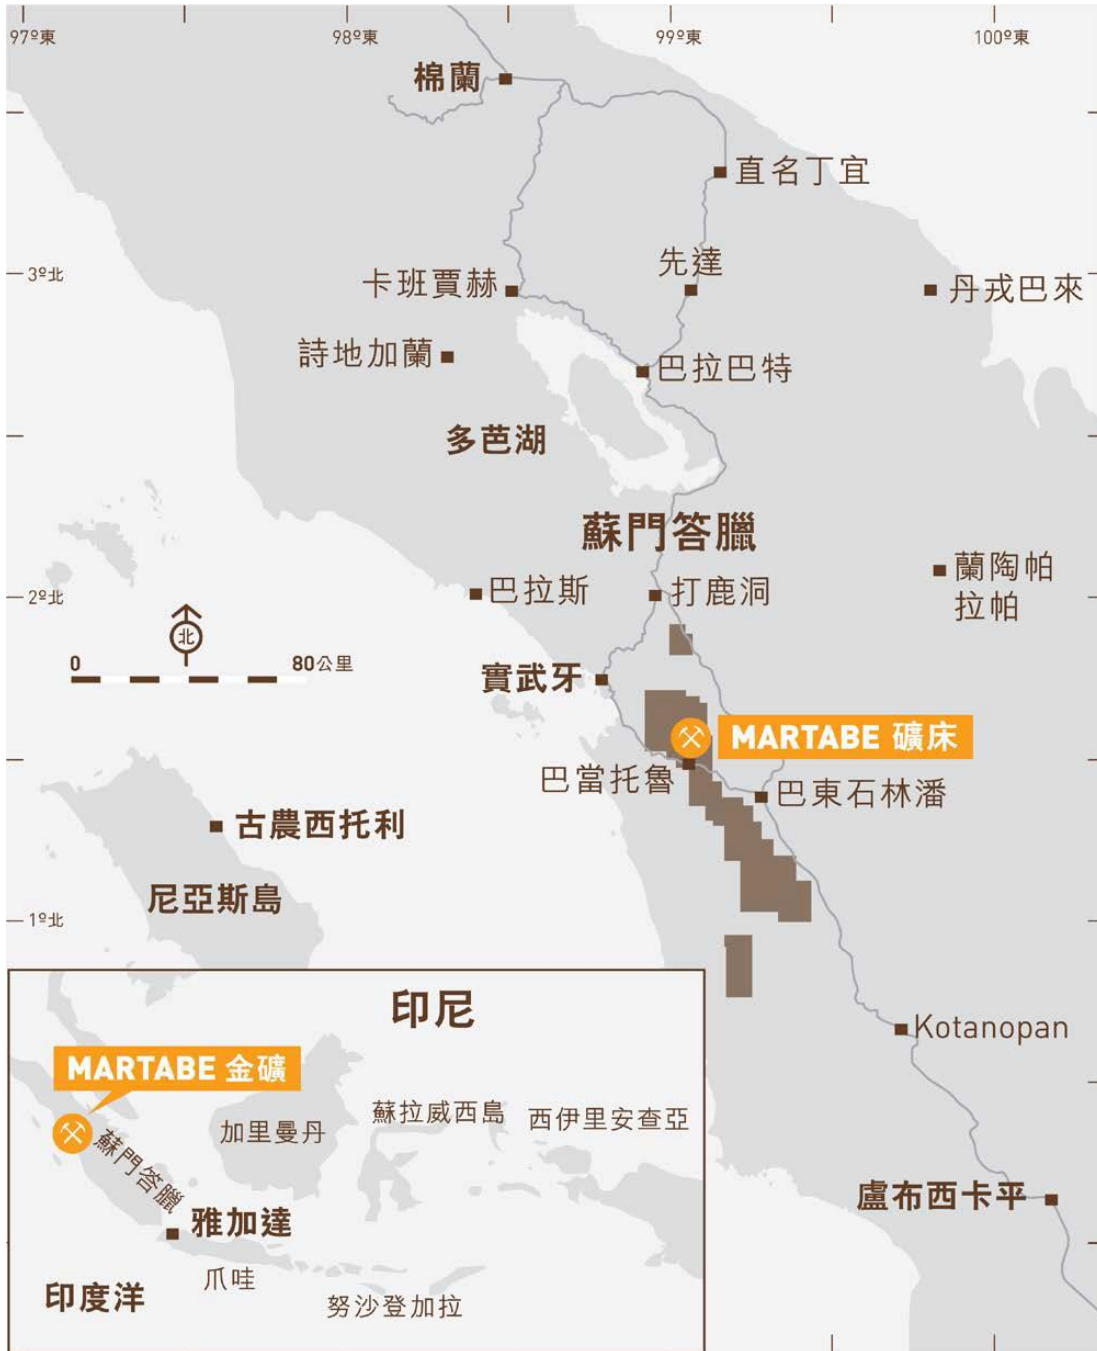 97º東
98º東
99º東
100º東
棉蘭
直名丁宜
先達
3º北
卡班賈赫
丹戎巴來
詩地加蘭
巴拉巴特
多芭湖
蘇門答臘
蘭陶帕
拉帕
巴拉斯
打鹿洞
2º北
北
0
80公里
實武牙
MARTABE 礦床
巴當托魯
巴東石林潘
古農西托利
尼亞斯島
1º北
Kotanopan
盧布西卡平
印尼
MARTABE 金礦
蘇門答臘
加里曼丹
蘇拉威西島
西伊里安查亞
雅加達
爪哇
印度洋
努沙登加拉